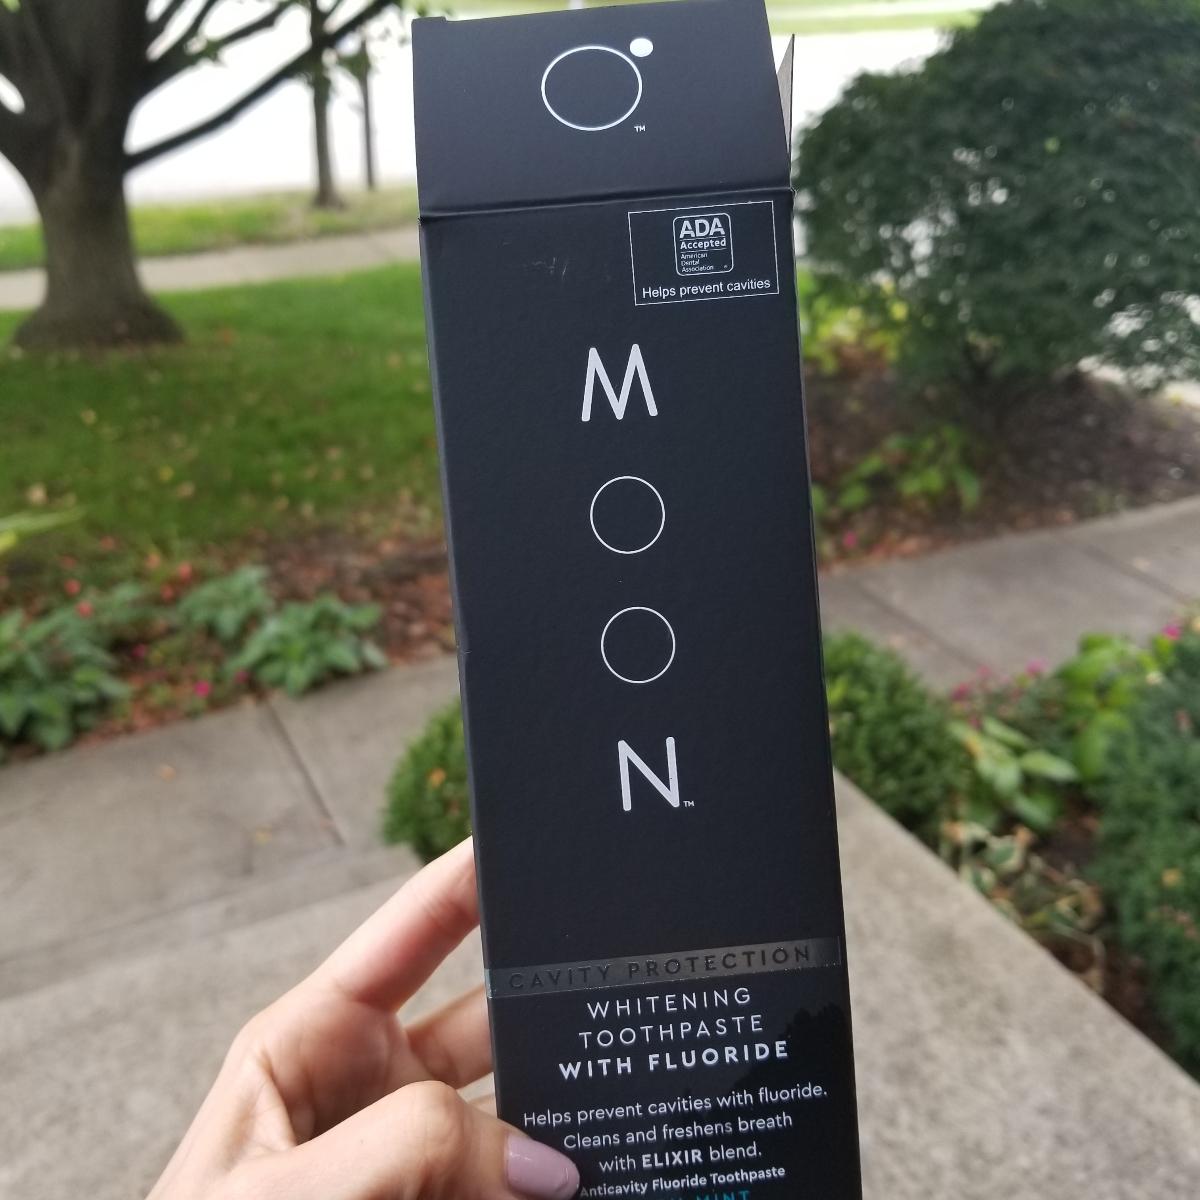 TM
ADA
Accepted
American
Dental
Association
Helps prevent cavities
M
O
O
N
TM
CAVITY PROTECTION
WHITENING
TOOTHPASTE
WITH FLUORIDE
Helps prevent cavities with fluoride.
Cleans and freshens breath
with ELIXIR blend.
Anticavity Fluoride Toothpaste
MINT